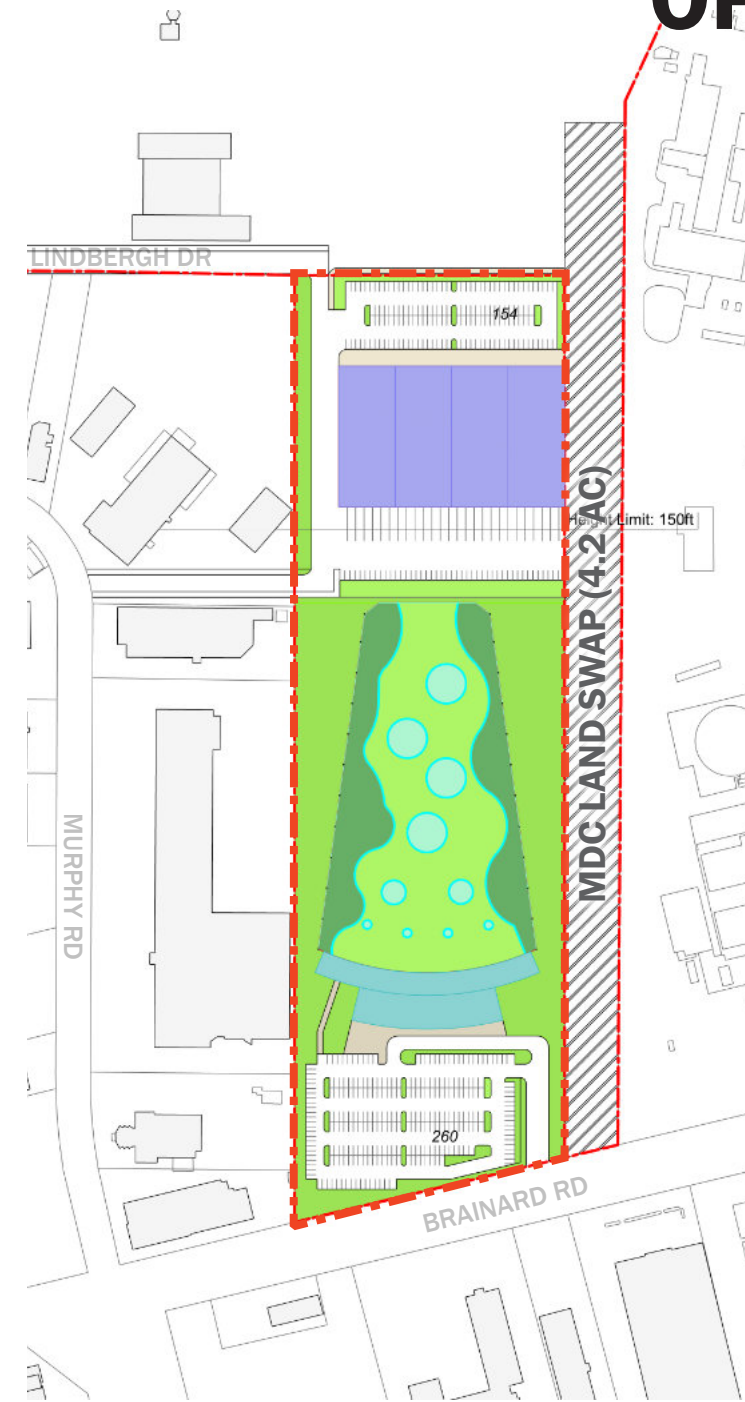 LINDBERGH DR
154
Height Limit: 150ft
MDC LAND SWAP (4.2 AC)
MURPHY RD
260
BRAINARD RD